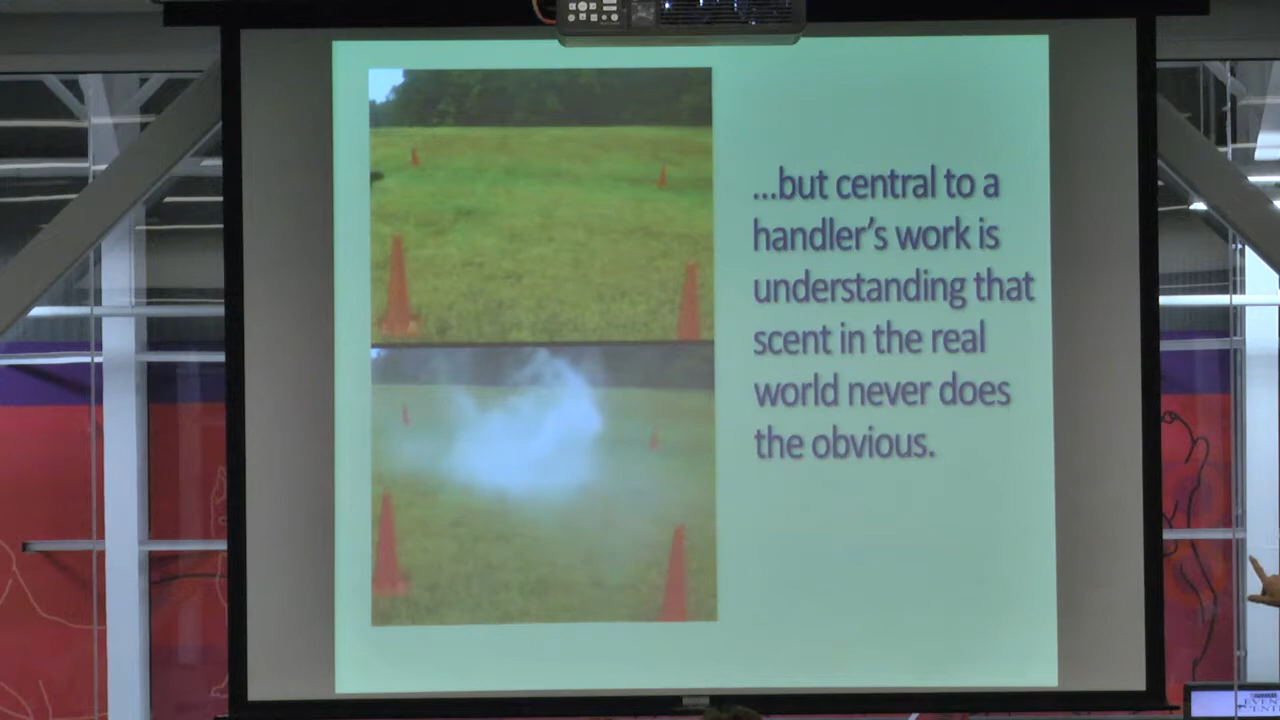 ...but central to a
handler's work is
understanding that
scent in the real
world never does
the obvious.